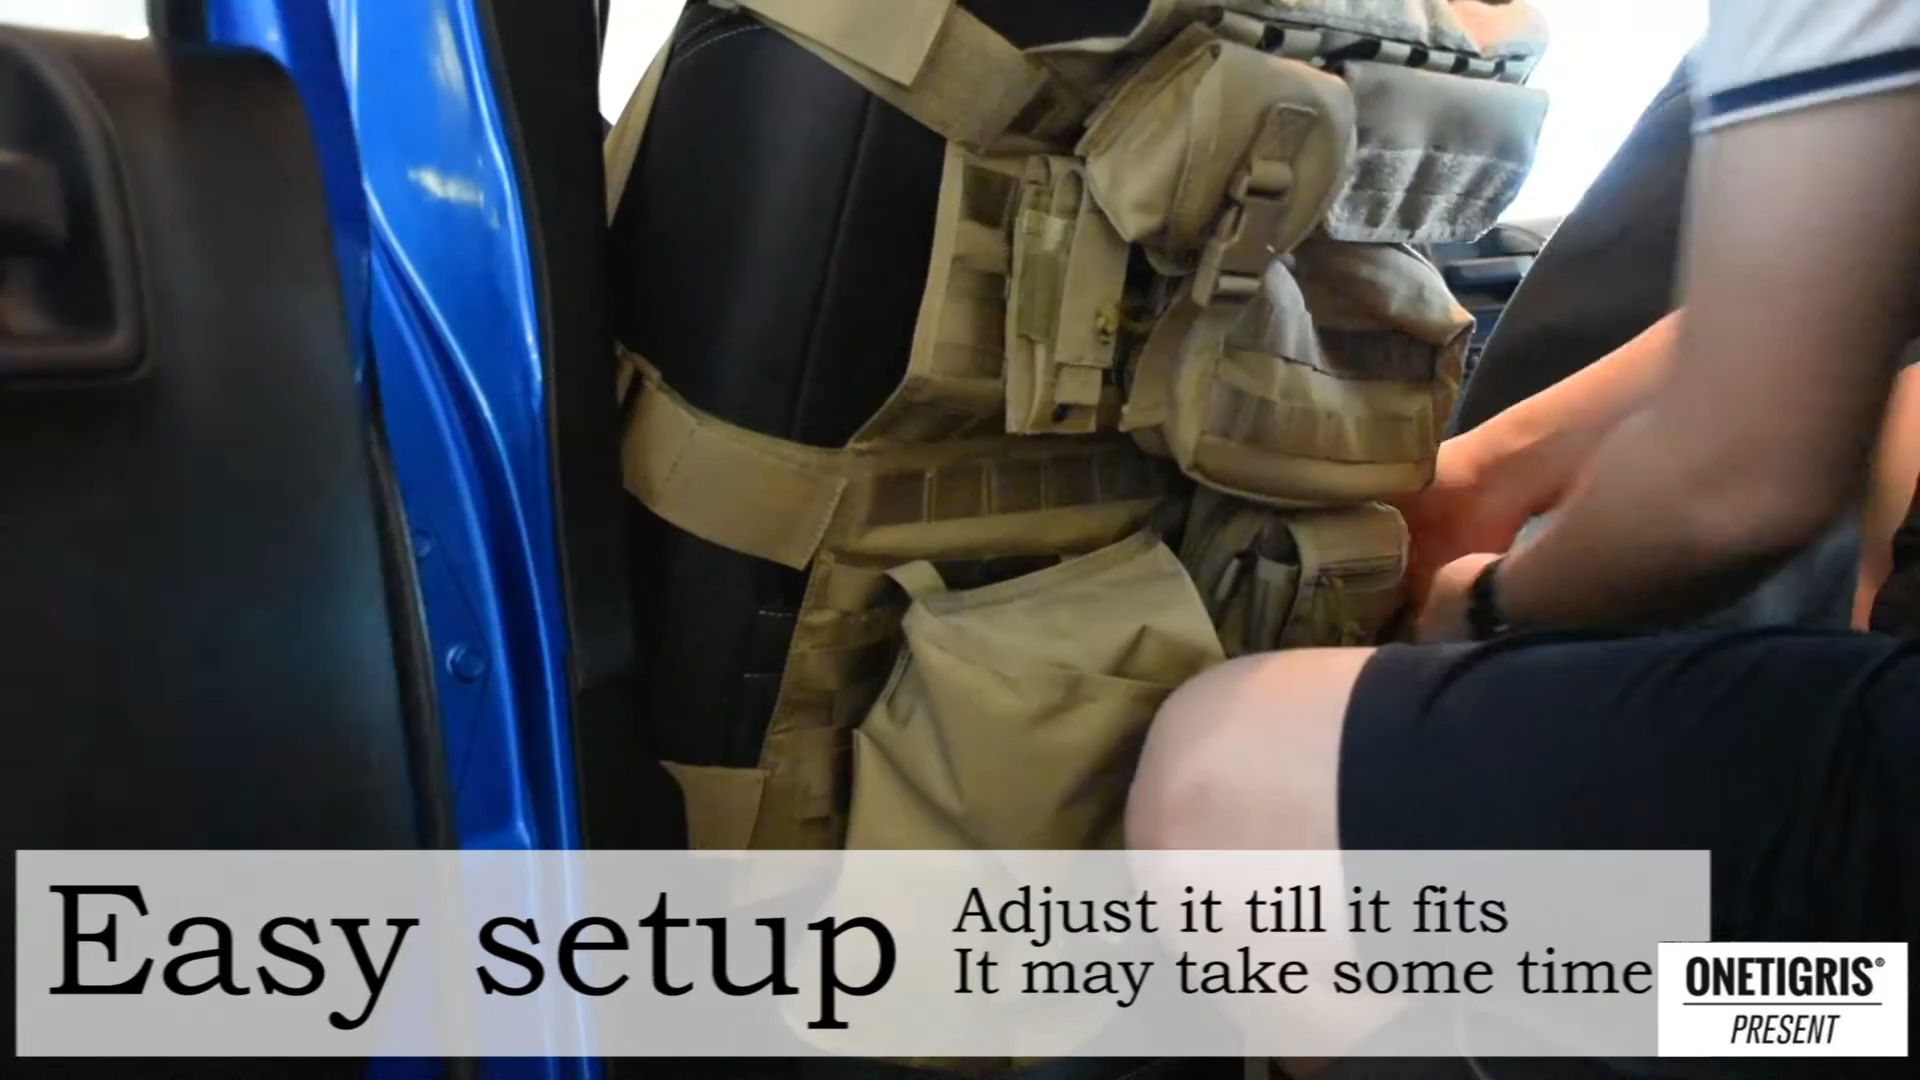 Easy setup
Adjust it till it fits
It may take some time
ONETIGRIS®
PRESENT